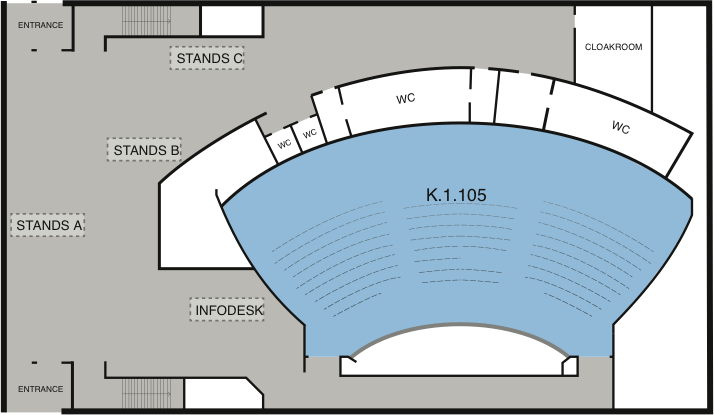 ENTRANCE
STANDS C
CLOAKROOM
WC
WC
WC
WC
STANDS B
K.1.105
STANDS A
INFODESK
ENTRANCE